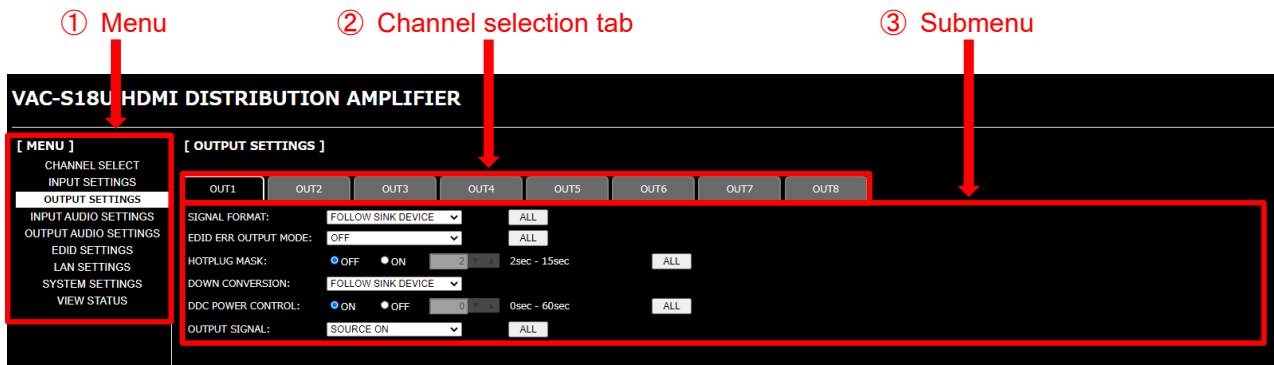 ① Menu
② Channel selection tab
③ Submenu
VAC-S18U HDMI DISTRIBUTION AMPLIFIER
[ MENU ]
CHANNEL SELECT
INPUT SETTINGS
OUTPUT SETTINGS
INPUT AUDIO SETTINGS
OUTPUT AUDIO SETTINGS
EDID SETTINGS
LAN SETTINGS
SYSTEM SETTINGS
VIEW STATUS
[ OUTPUT SETTINGS ]
OUT1 OUT2 OUT3 OUT4 OUT5 OUT6 OUT7 OUT8
SIGNAL FORMAT: FOLLOW SINK DEVICE ALL
EDID ERR OUTPUT MODE: OFF ALL
HOTPLUG MASK: OFF ON 2 2sec - 15sec ALL
DOWN CONVERSION: FOLLOW SINK DEVICE
DDC POWER CONTROL: ON OFF 0 0sec - 60sec ALL
OUTPUT SIGNAL: SOURCE ON ALL